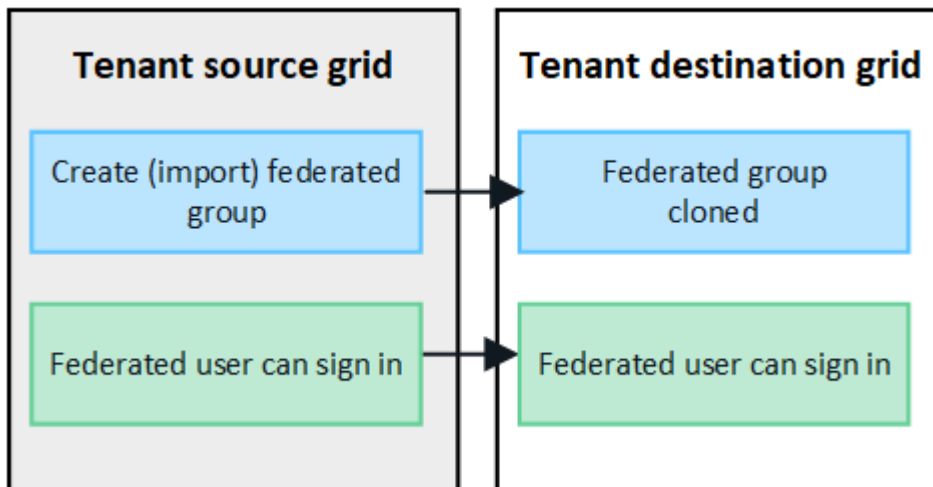 Tenant source grid
Create (import) federated
group
Federated user can sign in
Tenant destination grid
Federated group
cloned
Federated user can sign in